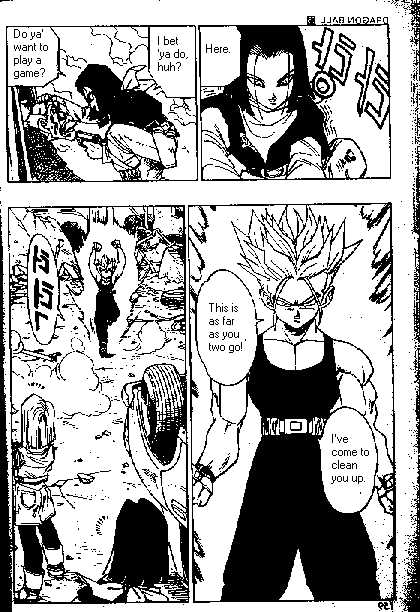 DRAGON BALL
Do ya'
want to
play a
game?
I bet
'ya do,
huh?
Here.
This is
as far
as you
two go!
I've
come to
clean
you up.